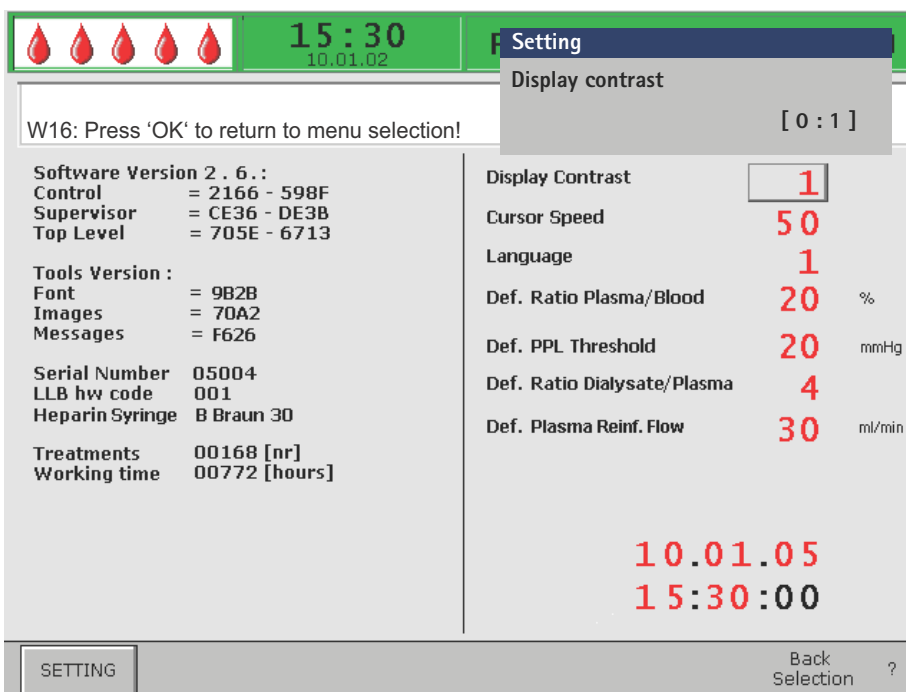 15:30
10.01.02
Setting
Display contrast
[ 0 : 1 ]
W16: Press ‘OK‘ to return to menu selection!
Software Version 2 . 6 .:
Control = 2166 - 598F
Supervisor = CE36 - DE3B
Top Level = 705E - 6713
Tools Version :
Font = 9B2B
Images = 70A2
Messages = F626
Serial Number 05004
LLB hw code 001
Heparin Syringe B Braun 30
Treatments 00168 [nr]
Working time 00772 [hours]
Display Contrast 1
Cursor Speed 50
Language 1
Def. Ratio Plasma/Blood 20 %
Def. PPL Threshold 20 mmHg
Def. Ratio Dialysate/Plasma 4
Def. Plasma Reinf. Flow 30 ml/min
10.01.05
15:30:00
SETTING
Back
Selection
?